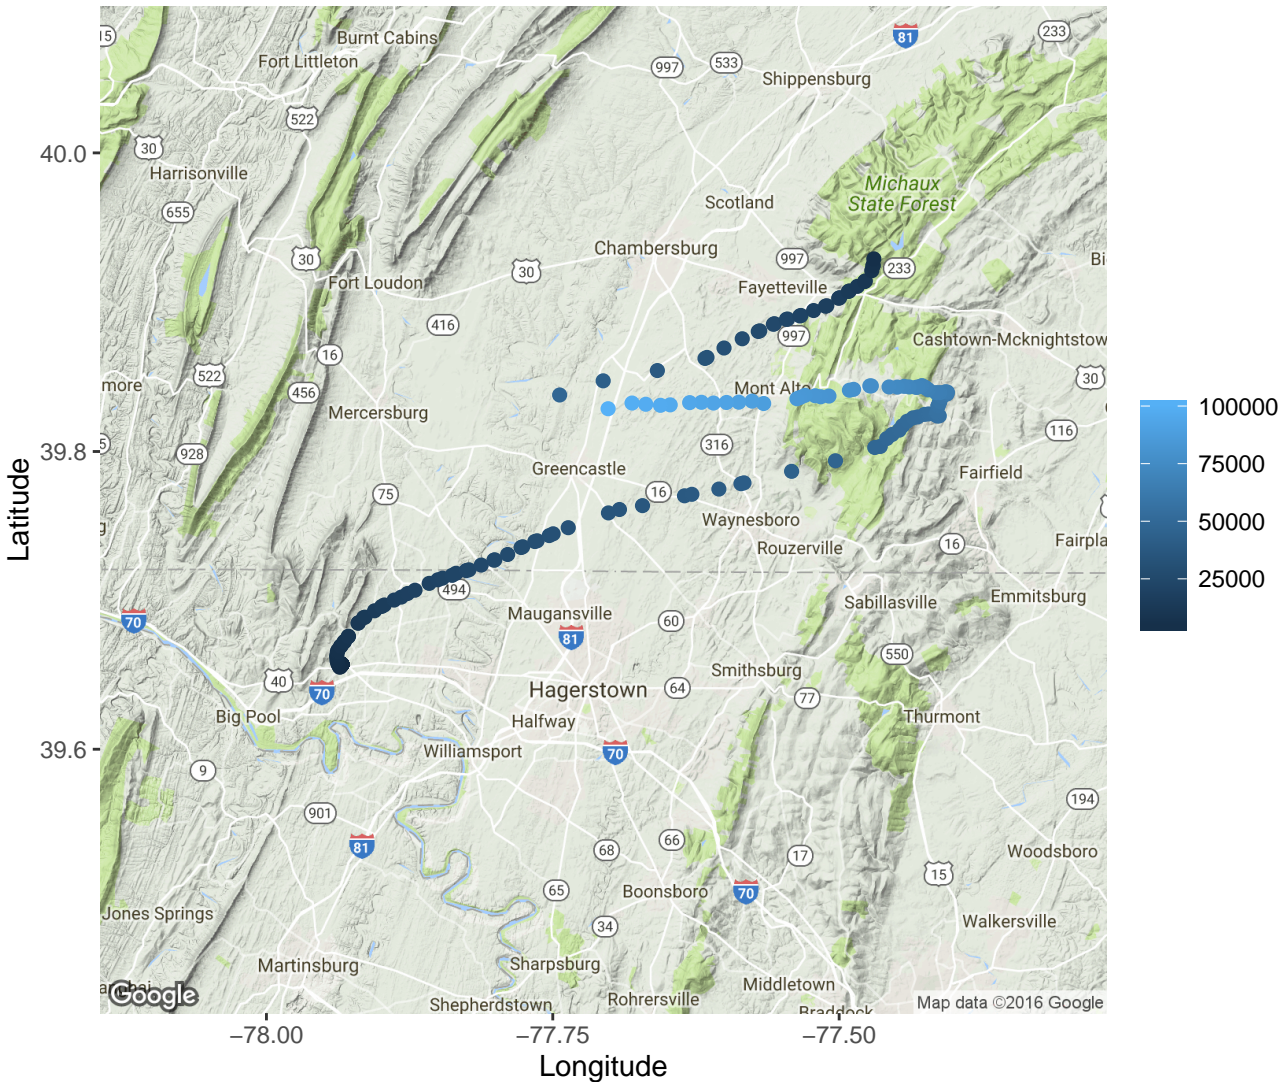 15
Burnt Cabins
Fort Littleton
81
233
997
533
Shippensburg
522
40.0
30
Harrisonville
Michaux
State Forest
655
Scotland
Chambersburg
30
997
233
Bi
30
Fort Loudon
Fayetteville
416
997
16
Cashtown-Mcknightstow
522
more
456
Mont Alto
30
Mercersburg
316
116
39.8
5
928
Greencastle
Fairfield
75
16
Waynesboro
Rouzerville
16
Fairpla
g
494
40
Sabillasville
Emmitsburg
70
Maugansville
81
60
550
Smithsburg
40
70
Hagerstown
64
77
Big Pool
Halfway
Thurmont
39.6
Williamsport
70
9
194
901
81
68
66
17
Woodsboro
65
Boonsboro
70
15
Jones Springs
34
Walkersville
Martinsburg
Sharpsburg
Middletown
Google
Shepherdstown
Rohrersville
Braddock
Map data ©2016 Google
−78.00
−77.75
−77.50
Longitude
Latitude
100000
75000
50000
25000